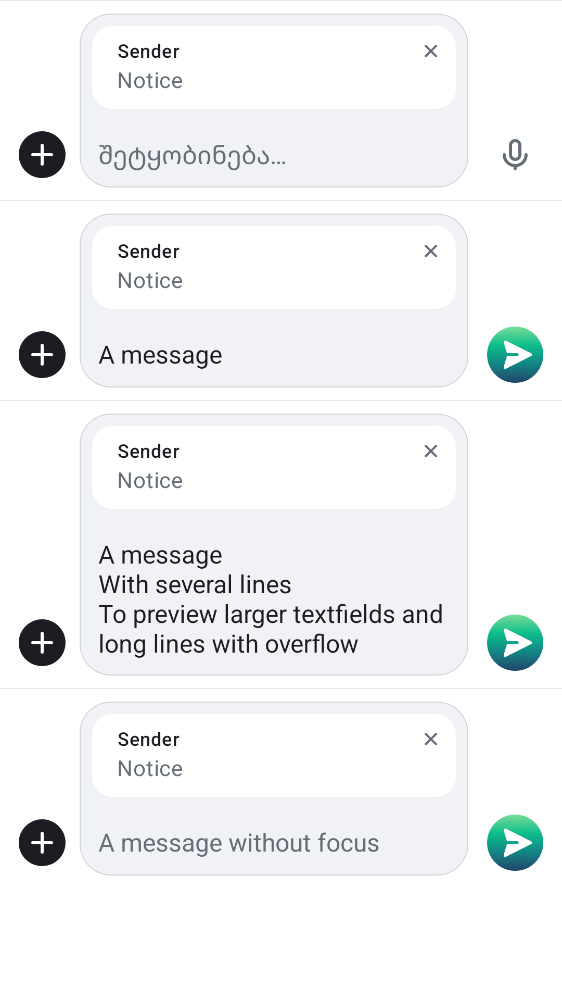 Sender
Notice
შეტყობინება...
Sender
Notice
A message
Sender
Notice
A message
With several lines
To preview larger textfields and
long lines with overflow
Sender
Notice
A message without focus